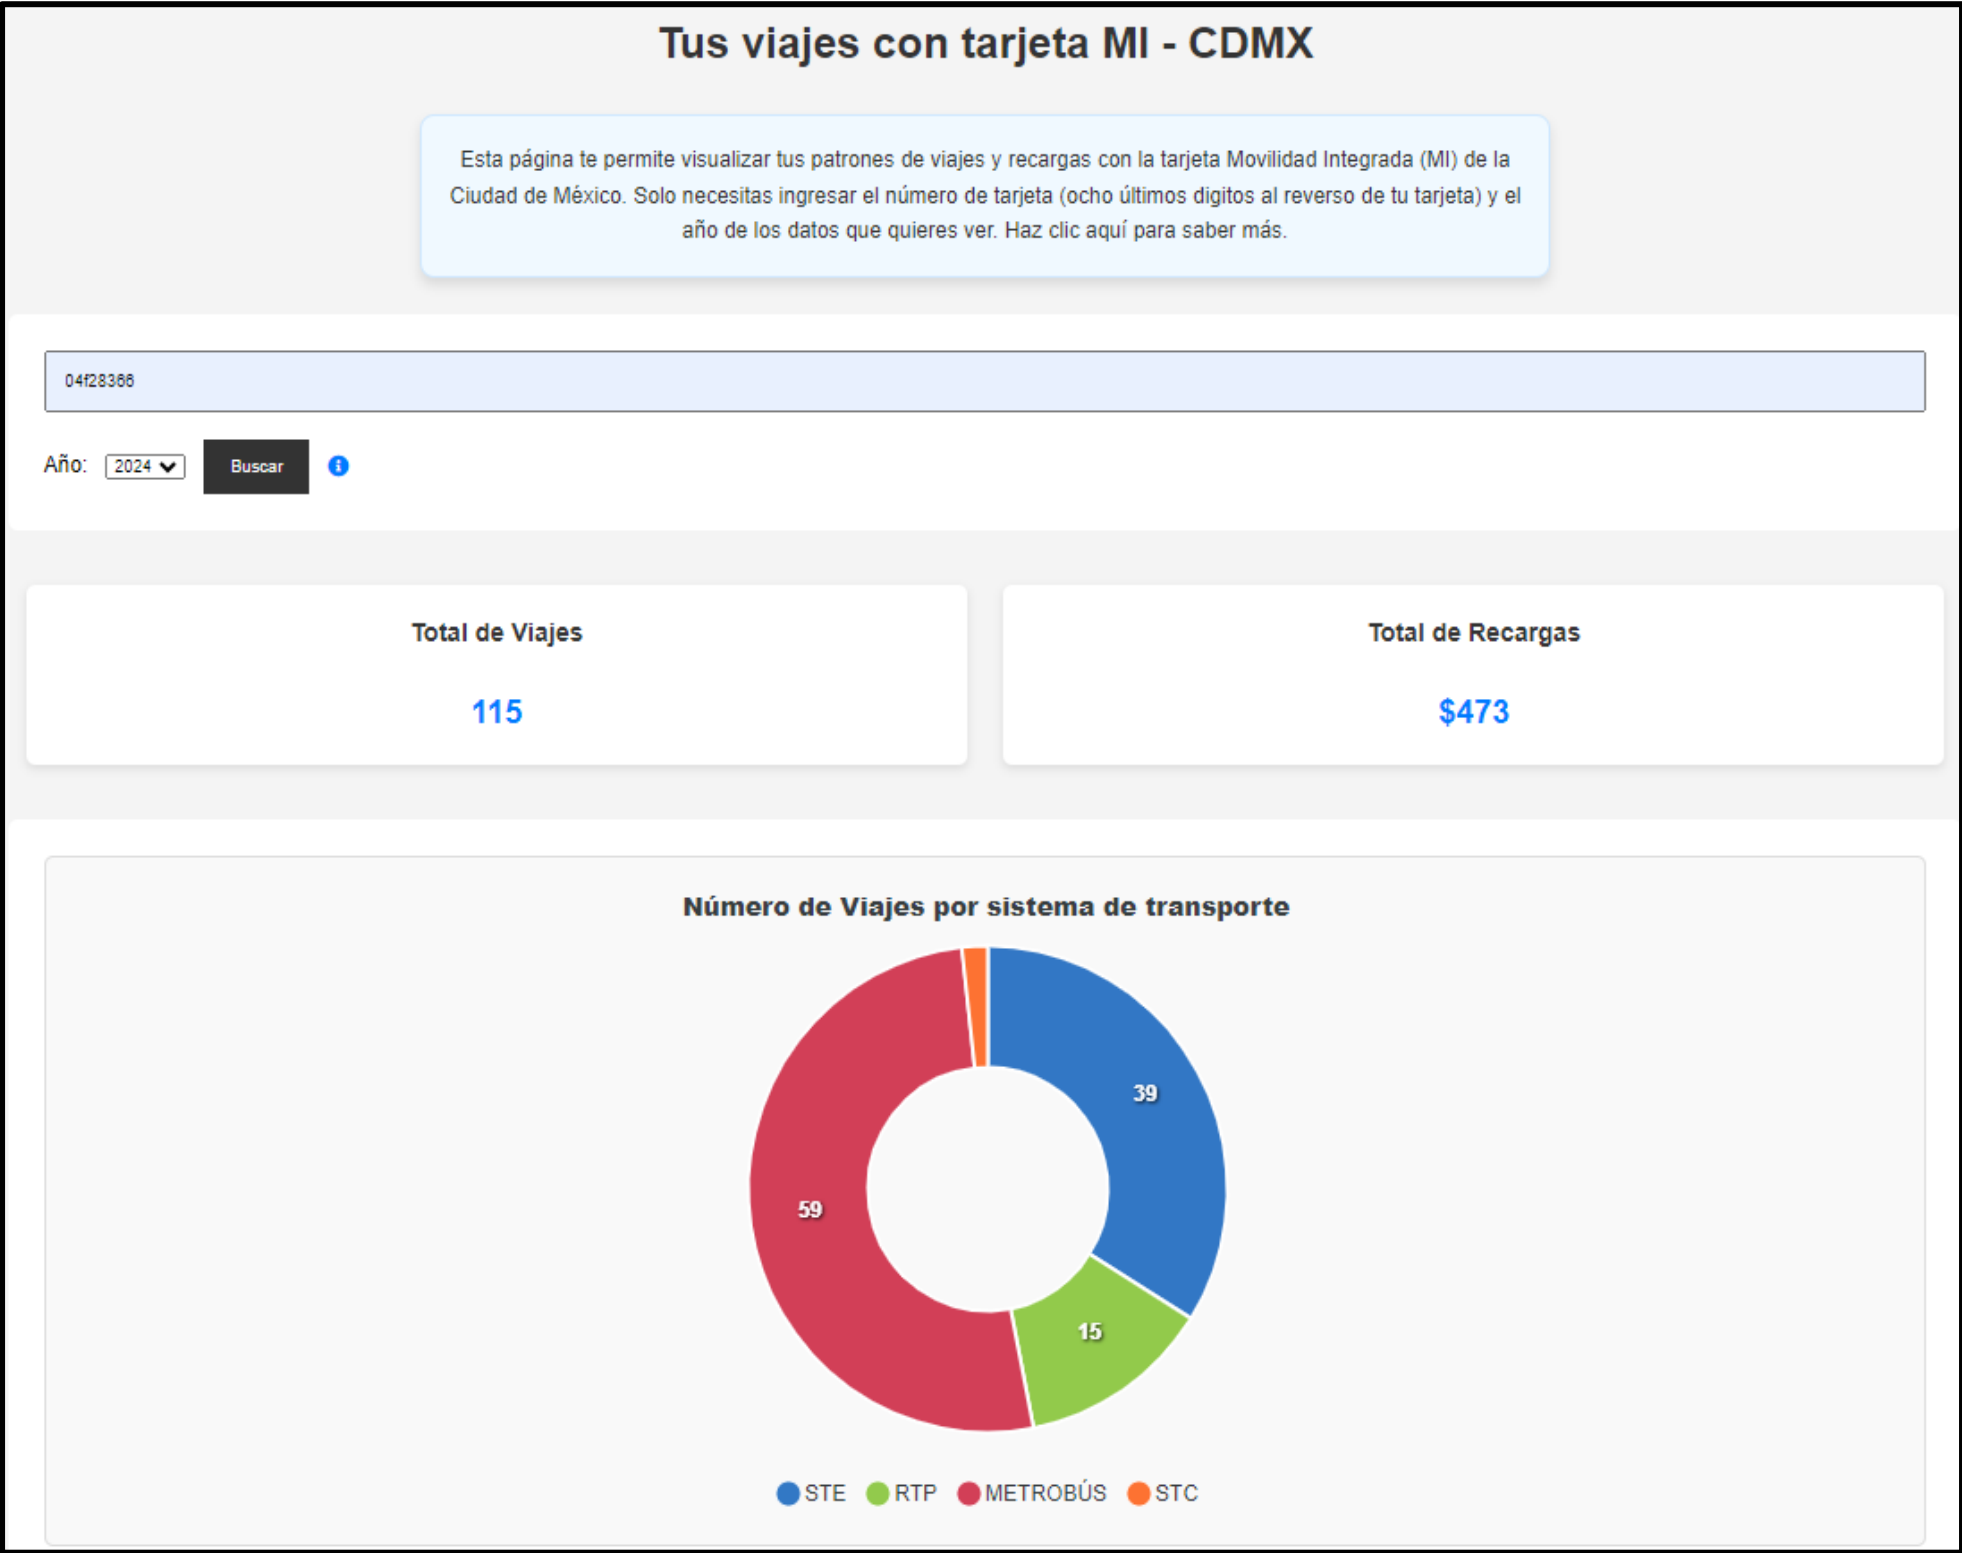 Tus viajes con tarjeta MI - CDMX
Esta página te permite visualizar tus patrones de viajes y recargas con la tarjeta Movilidad Integrada (MI) de la
Ciudad de México. Solo necesitas ingresar el número de tarjeta (ocho últimos digitos al reverso de tu tarjeta) y el
año de los datos que quieres ver. Haz clic aquí para saber más.
04f28366
Año: 2024 Buscar
Total de Viajes
115
Total de Recargas
$473
Número de Viajes por sistema de transporte
39
59
15
STE RTP METROBÚS STC